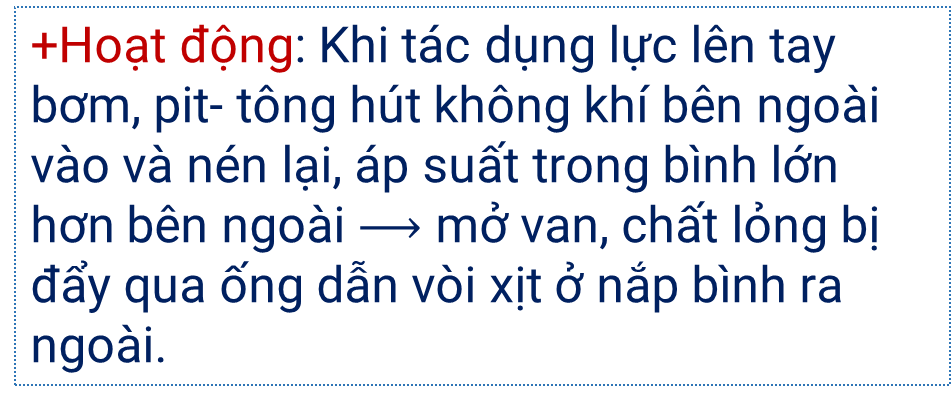 +Hoạt động: Khi tác dụng lực lên tay
bơm, pit- tông hút không khí bên ngoài
vào và nén lại, áp suất trong bình lớn
hơn bên ngoài ⟶ mở van, chất lỏng bị
đẩy qua ống dẫn vòi xịt ở nắp bình ra
ngoài.